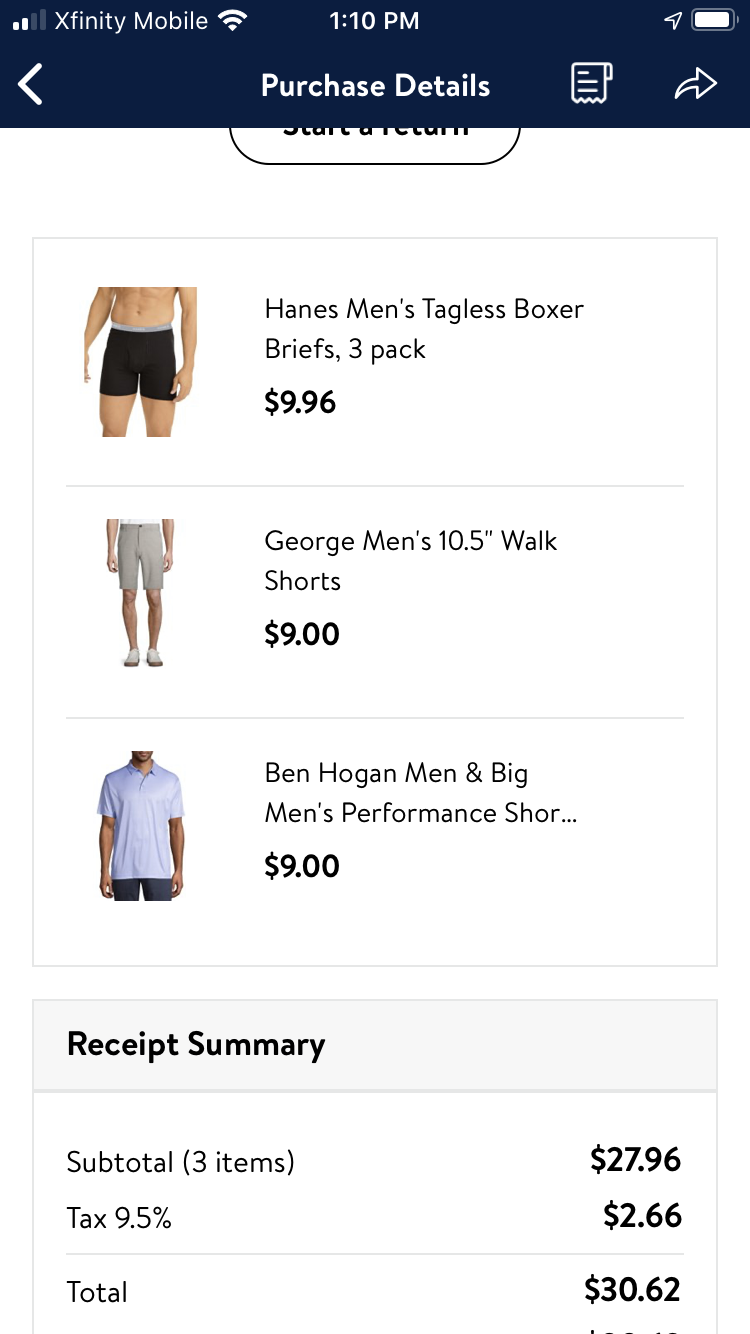 Xfinity Mobile 1:10 PM
Purchase Details
Start a return
Hanes Men's Tagless Boxer
Briefs, 3 pack
$9.96
George Men's 10.5" Walk
Shorts
$9.00
Ben Hogan Men & Big
Men's Performance Shor...
$9.00
Receipt Summary
Subtotal (3 items) $27.96
Tax 9.5% $2.66
Total $30.62